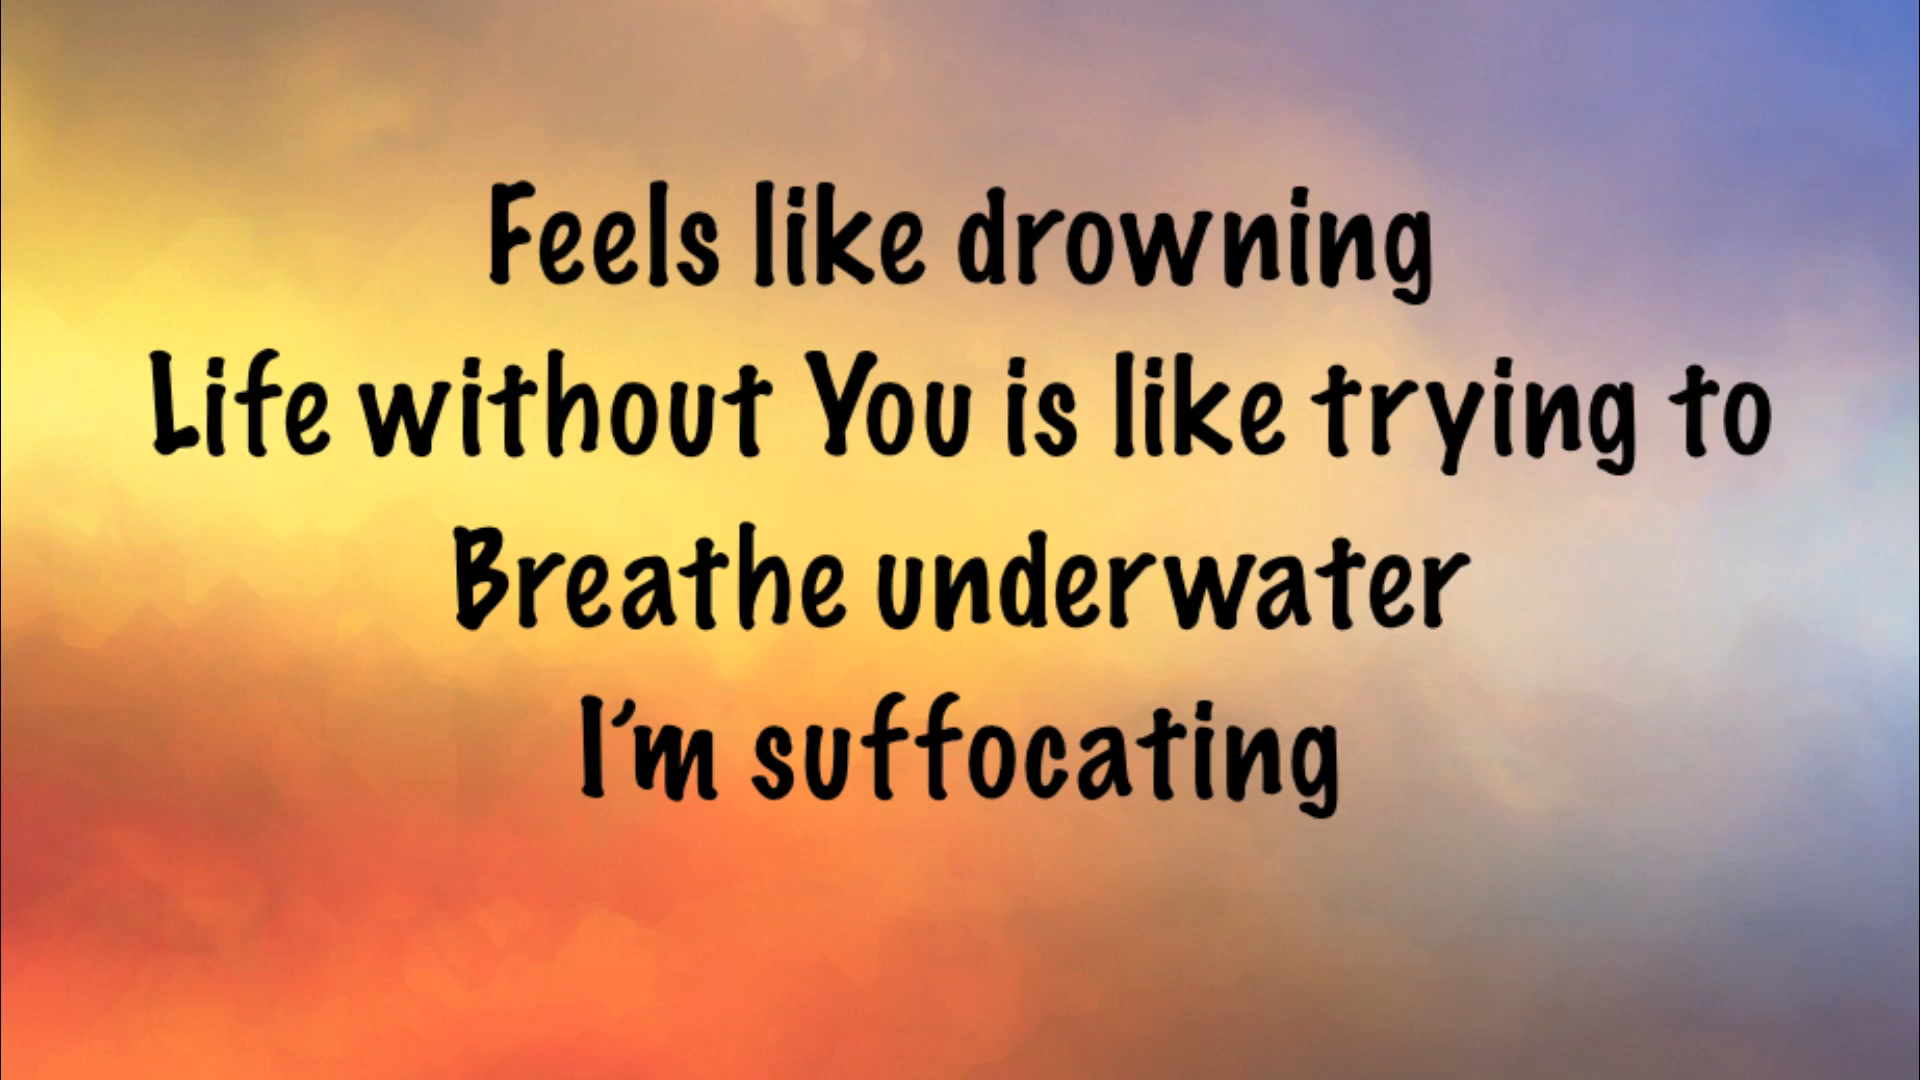 Feels like drowning
Life without You is like trying to
Breathe underwater
I'm suffocating